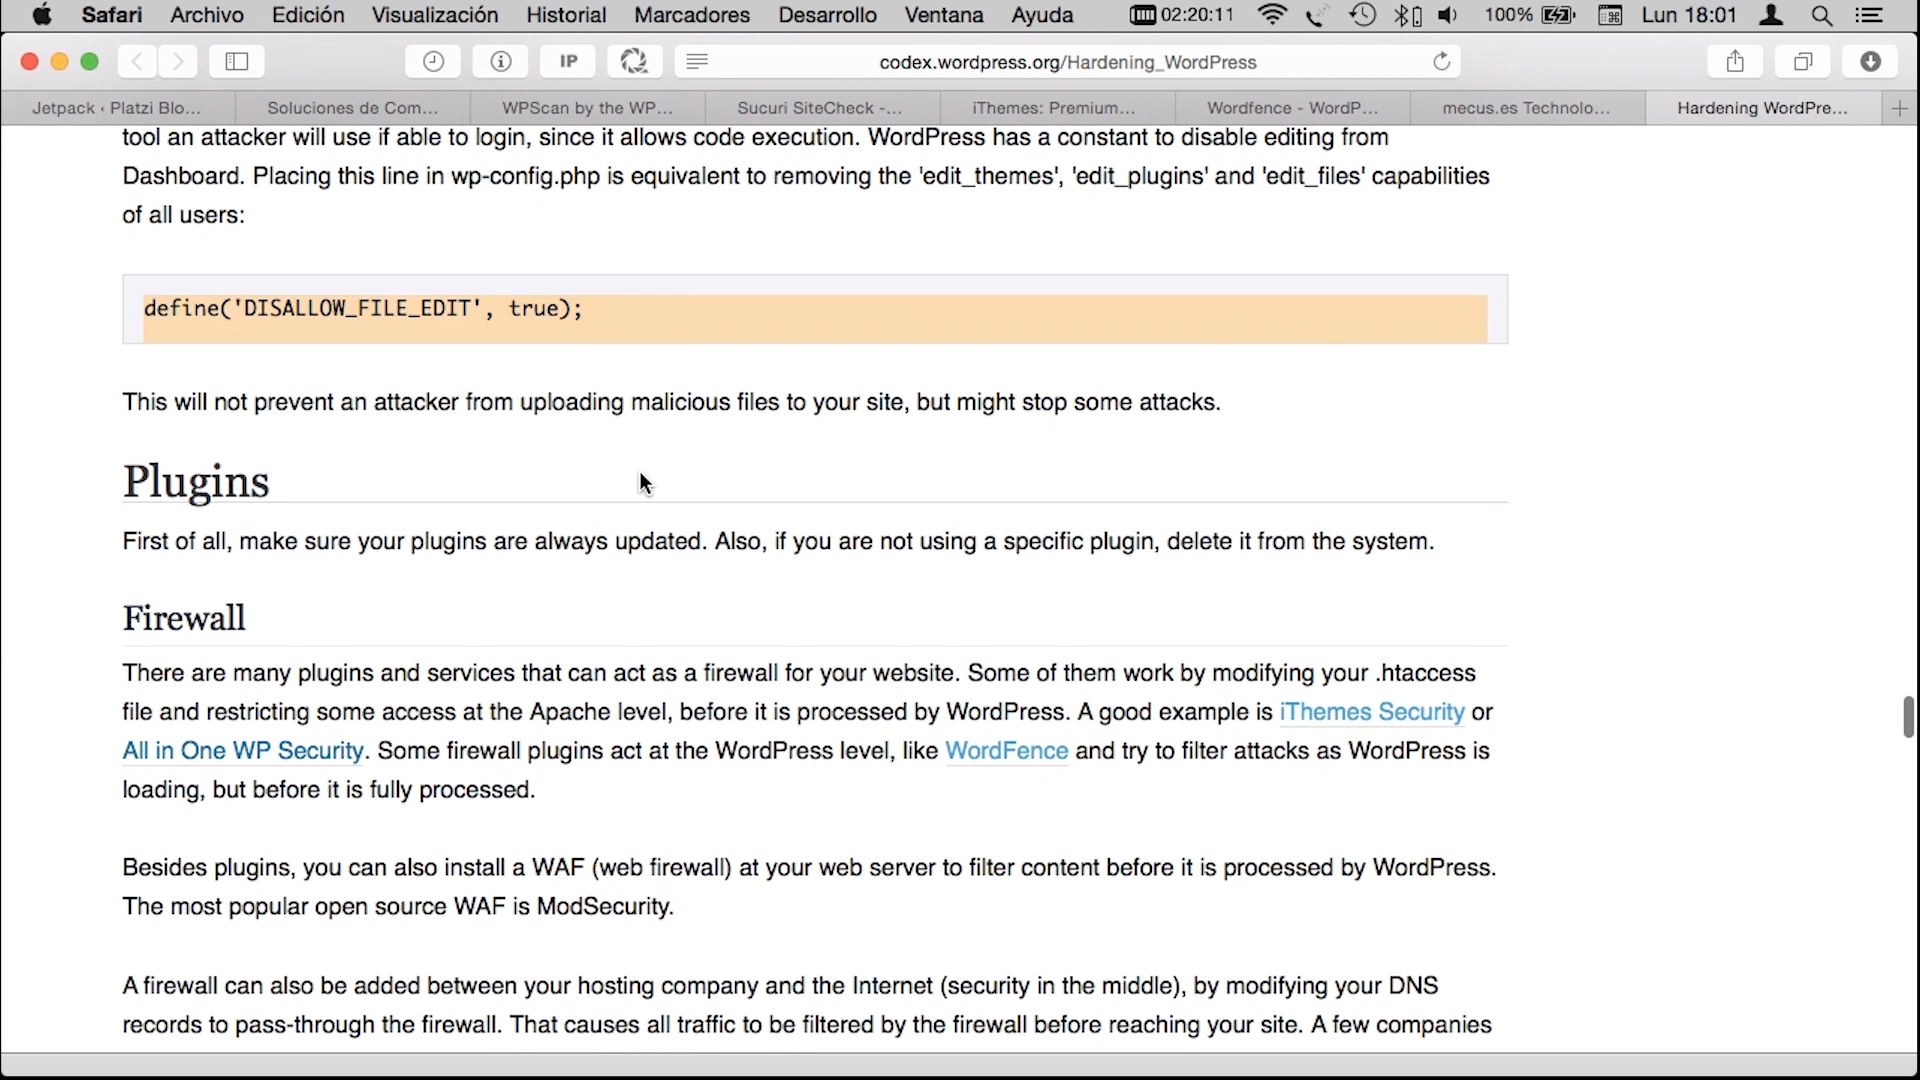 Safari Archivo Edición Visualización Historial Marcadores Desarrollo Ventana Ayuda 02:20:11 100% Lun 18:01
IP codex.wordpress.org/Hardening_WordPress
Jetpack ‹ Platzi Blo... Soluciones de Com... WPScan by the WP... Sucuri SiteCheck -... iThemes: Premium... Wordfence - WordP... mecus.es Technolo... Hardening WordPre...
tool an attacker will use if able to login, since it allows code execution. WordPress has a constant to disable editing from
Dashboard. Placing this line in wp-config.php is equivalent to removing the 'edit_themes', 'edit_plugins' and 'edit_files' capabilities
of all users:
define('DISALLOW_FILE_EDIT', true);
This will not prevent an attacker from uploading malicious files to your site, but might stop some attacks.
Plugins
First of all, make sure your plugins are always updated. Also, if you are not using a specific plugin, delete it from the system.
Firewall
There are many plugins and services that can act as a firewall for your website. Some of them work by modifying your .htaccess
file and restricting some access at the Apache level, before it is processed by WordPress. A good example is iThemes Security or
All in One WP Security. Some firewall plugins act at the WordPress level, like WordFence and try to filter attacks as WordPress is
loading, but before it is fully processed.
Besides plugins, you can also install a WAF (web firewall) at your web server to filter content before it is processed by WordPress.
The most popular open source WAF is ModSecurity.
A firewall can also be added between your hosting company and the Internet (security in the middle), by modifying your DNS
records to pass-through the firewall. That causes all traffic to be filtered by the firewall before reaching your site. A few companies